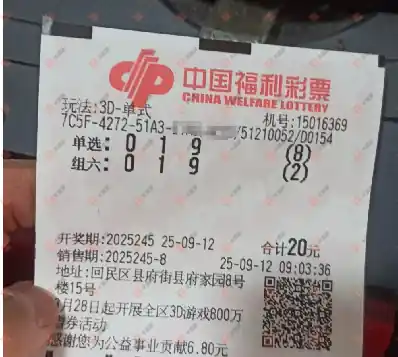 中国福利彩票
CHINA WELFARE LOTTERY
玩法:3D-单式
机号:15016369
7C5F-4272-51A3-/51210052/D0154
单选: 0 1 9 (8)
组六: 0 1 9 (2)
开奖期:2025245 25-09-12 合计20元
销售期:2025245-8 25-09-12 09:03:36
地址:回民区县府街县府家园8号
楼15号
月28日起开展全区3D游戏800万
券活动
感谢您为公益事业贡献6.80元